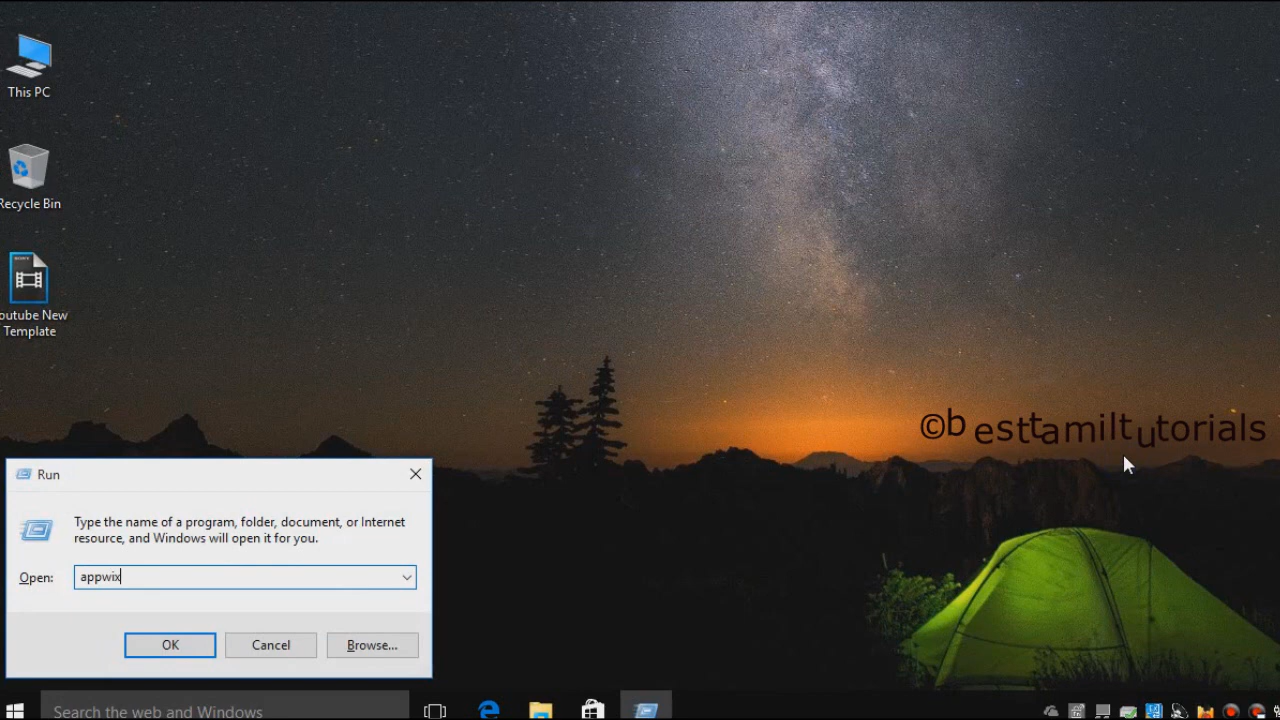 This PC
Recycle Bin
outube New
Template
©besttamiltutorials
Run
Type the name of a program, folder, document, or Internet
resource, and Windows will open it for you.
Open:
appwix
OK
Cancel
Browse...
Search the web and Windows